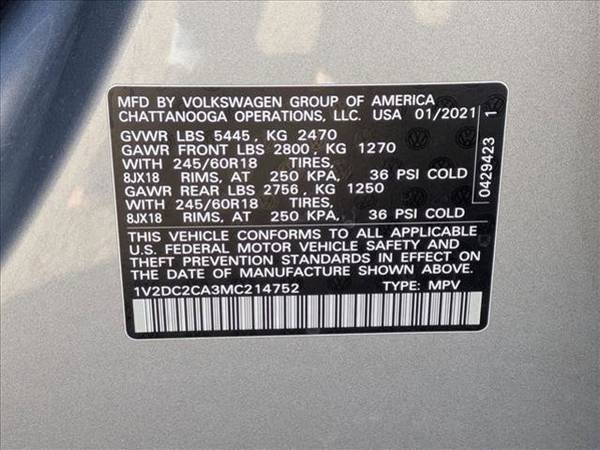 MFD BY VOLKSWAGEN GROUP OF AMERICA
CHATTANOOGA OPERATIONS, LLC. USA 01/2021
GVWR LBS 5445, KG 2470
GAWR FRONT LBS 2800, KG 1270
WITH 245/60R18 TIRES,
8JX18 RIMS, AT 250 KPA, 36 PSI COLD
GAWR REAR LBS 2756, KG 1250
WITH 245/60R18 TIRES,
8JX18 RIMS, AT 250 KPA, 36 PSI COLD
THIS VEHICLE CONFORMS TO ALL APPLICABLE
U.S. FEDERAL MOTOR VEHICLE SAFETY AND
THEFT PREVENTION STANDARDS IN EFFECT
ON THE DATE OF MANUFACTURE SHOWN ABOVE.
1V2DC2CA3MC214752 TYPE: MPV
0429423 1